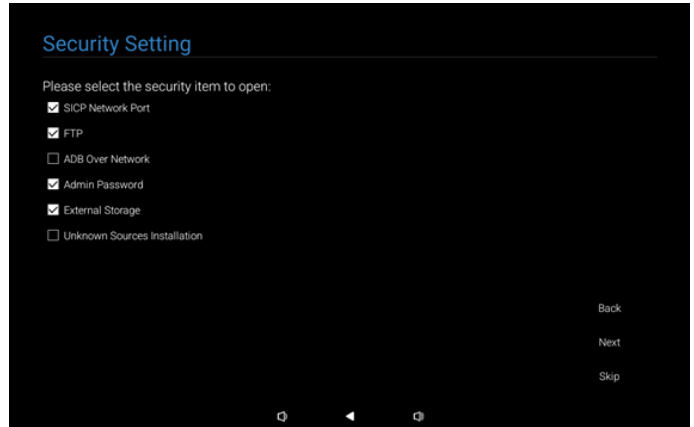 Security Setting
Please select the security item to open:
SICP Network Port
FTP
ADB Over Network
Admin Password
External Storage
Unknown Sources Installation
Back
Next
Skip